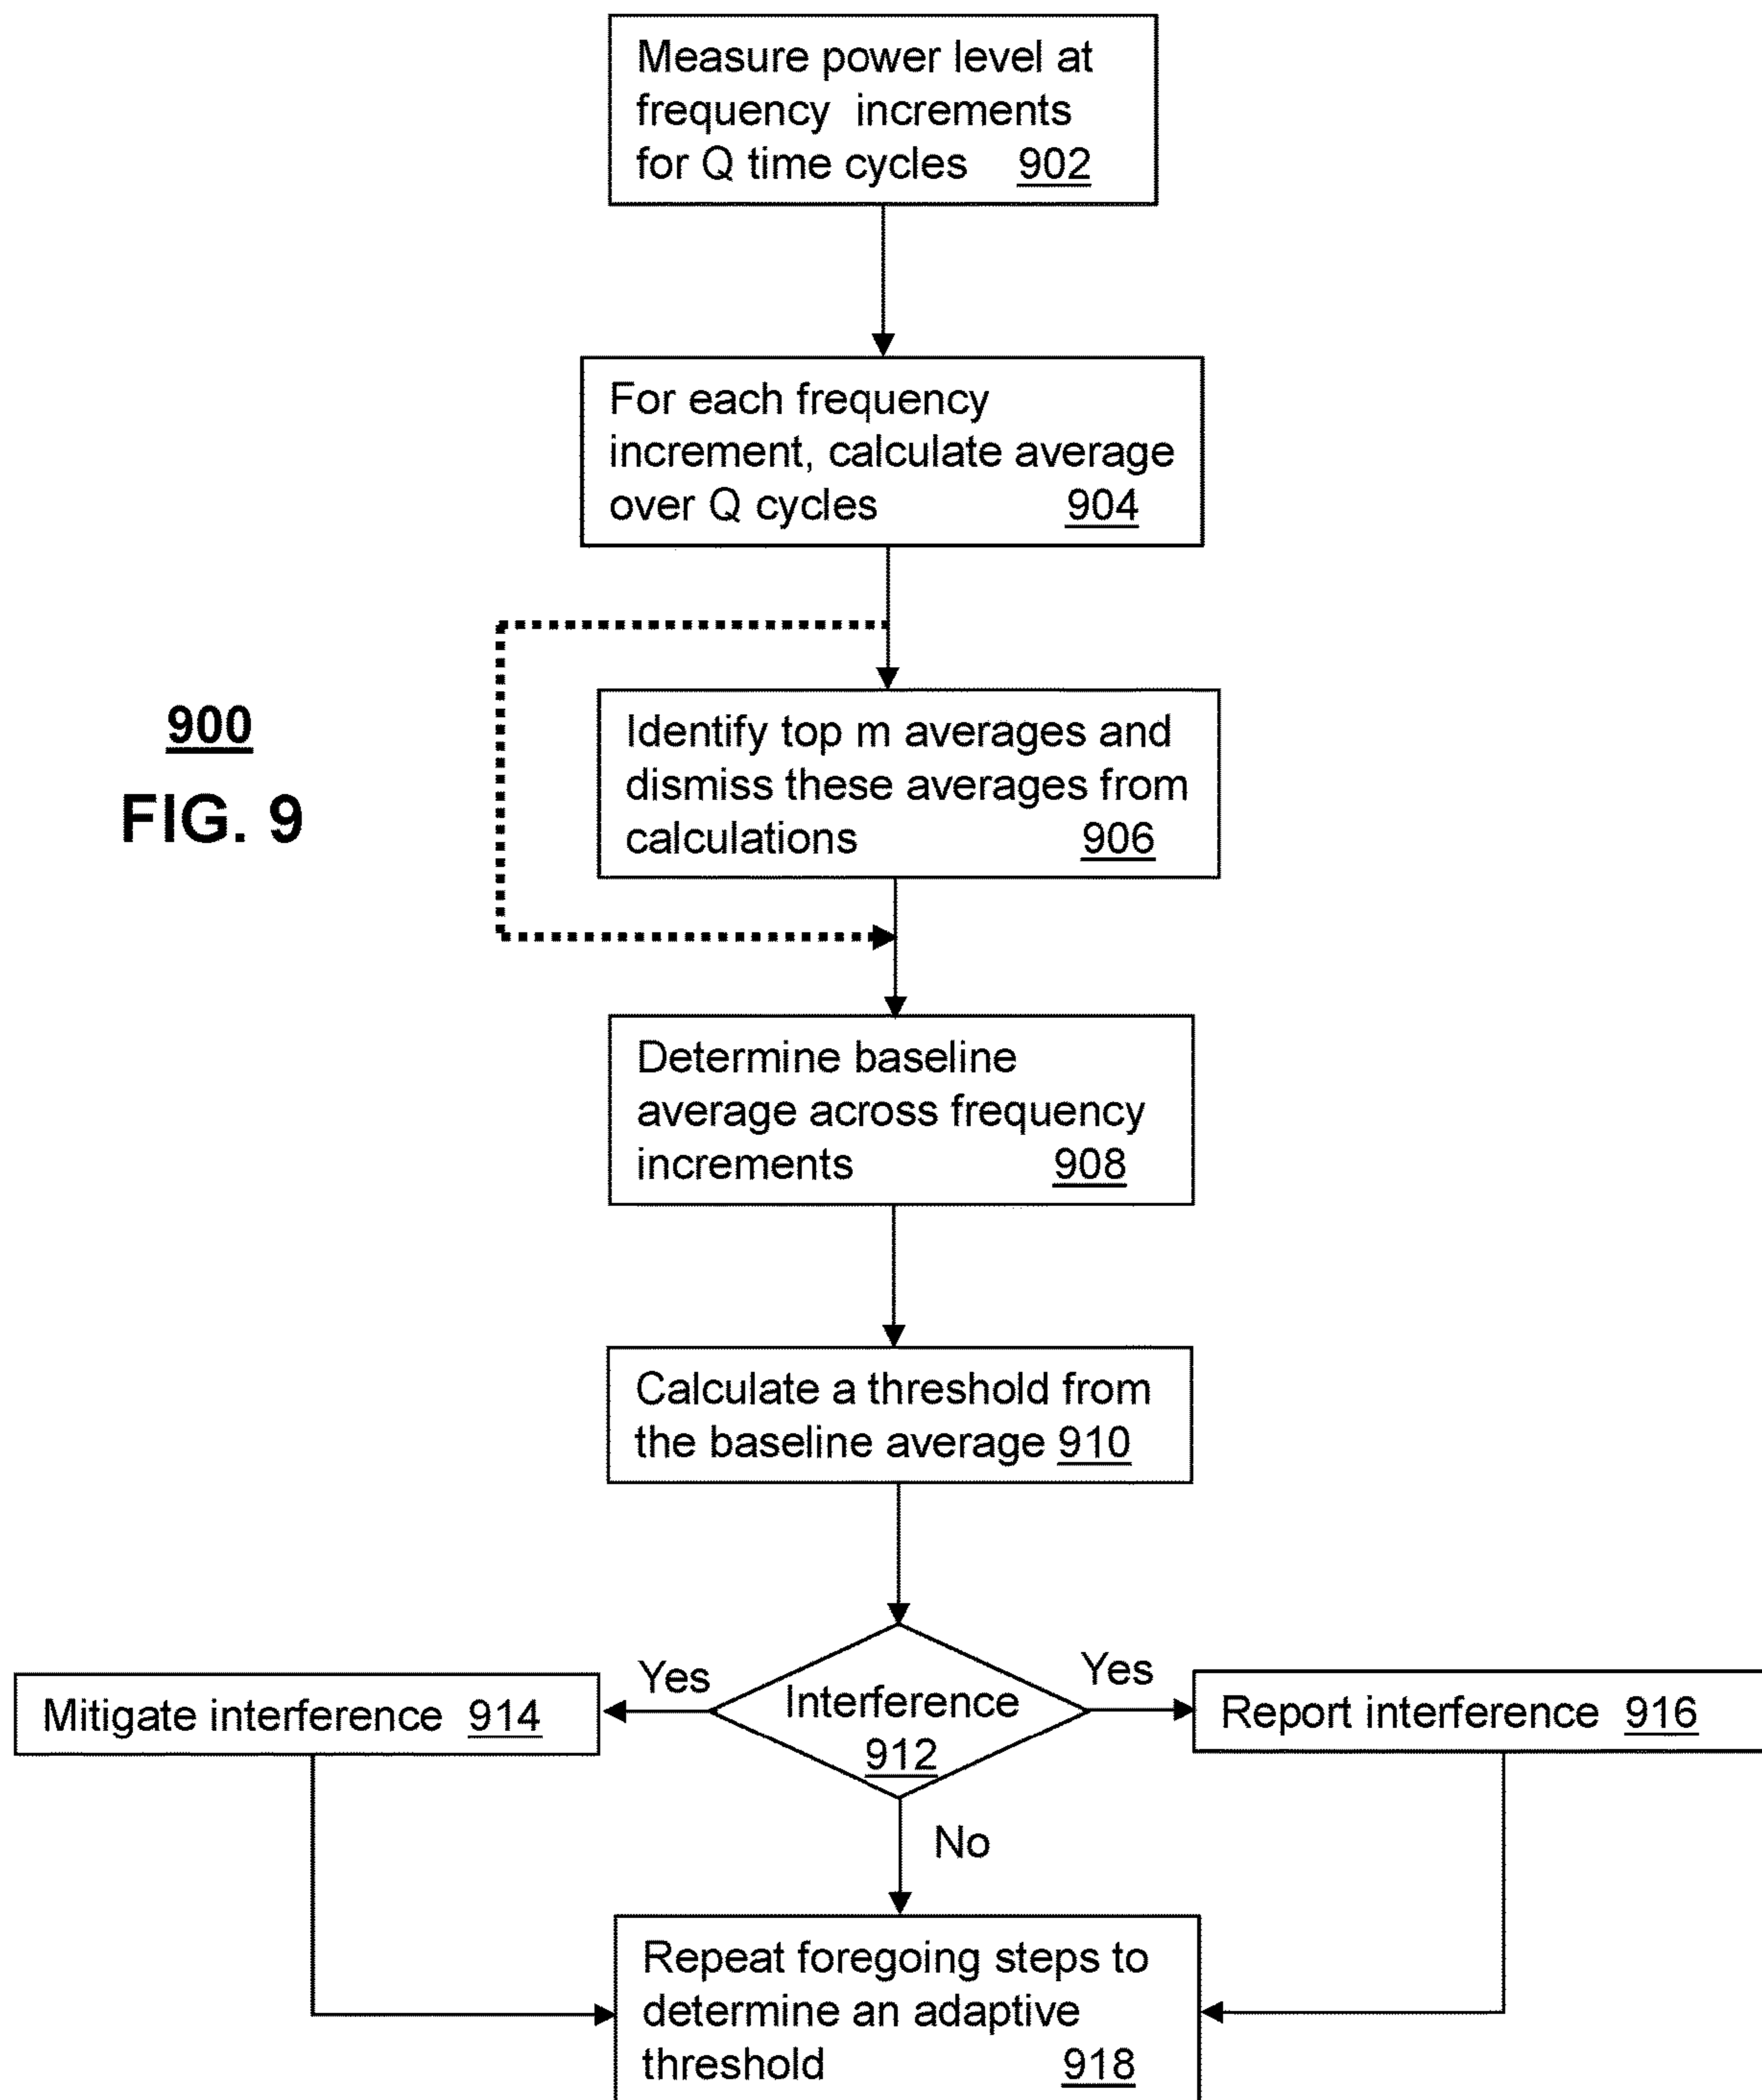 Measure power level at
frequency increments
for Q time cycles 902
For each frequency
increment, calculate average
over Q cycles 904
900
FIG. 9
Identify top m averages and
dismiss these averages from
calculations 906
Determine baseline
average across frequency
increments 908
Calculate a threshold from
the baseline average 910
Yes
Yes
Mitigate interference 914
Interference
912
Report interference 916
No
Repeat foregoing steps to
determine an adaptive
threshold 918